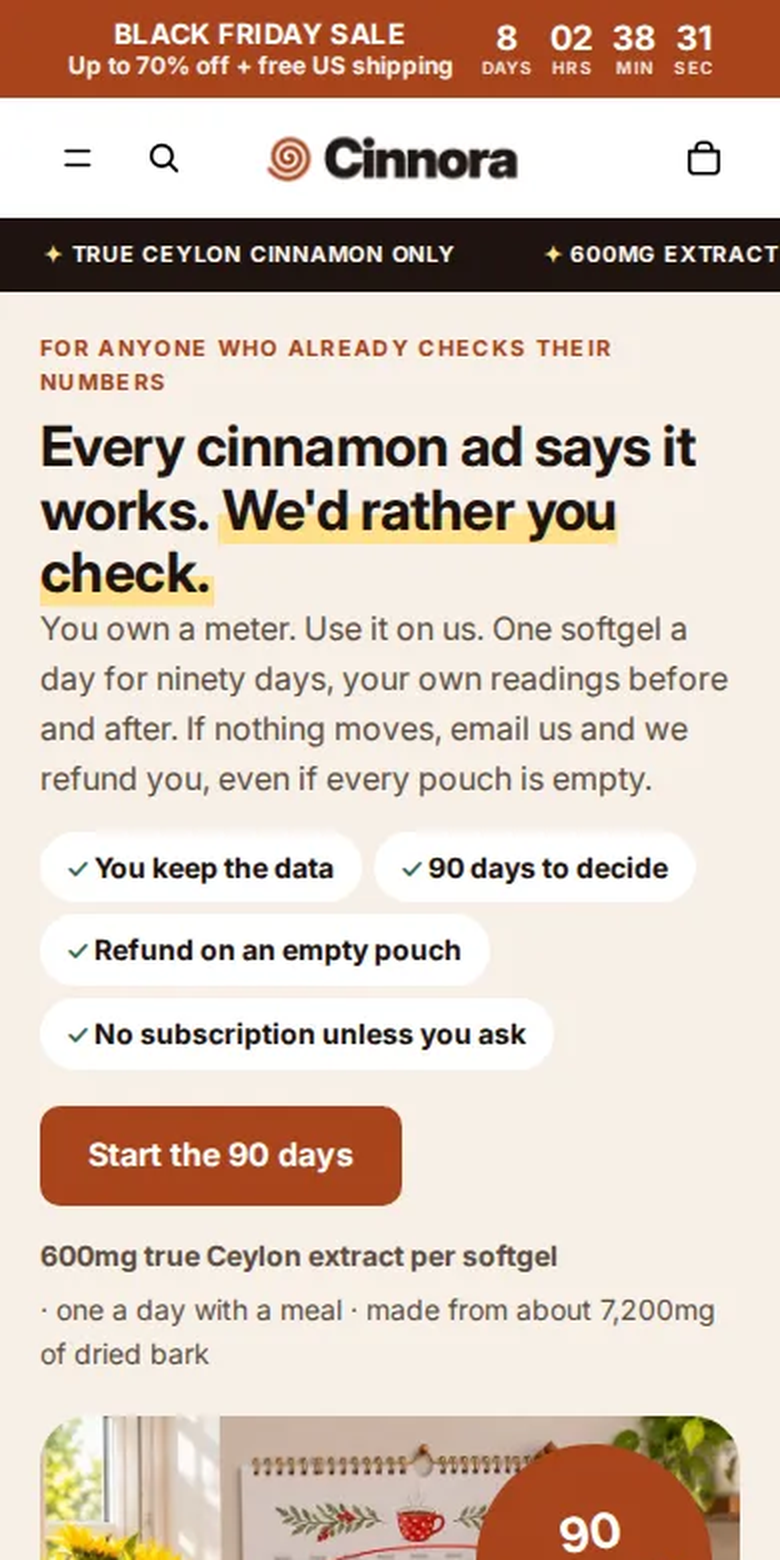 BLACK FRIDAY SALE
Up to 70% off + free US shipping
8 02 38 31
DAYS HRS MIN SEC
Cinnora
✦ TRUE CEYLON CINNAMON ONLY ✦ 600MG EXTRACT
FOR ANYONE WHO ALREADY CHECKS THEIR
NUMBERS
Every cinnamon ad says it
works. We'd rather you
check.
You own a meter. Use it on us. One softgel a
day for ninety days, your own readings before
and after. If nothing moves, email us and we
refund you, even if every pouch is empty.
✓ You keep the data ✓ 90 days to decide
✓ Refund on an empty pouch
✓ No subscription unless you ask
Start the 90 days
600mg true Ceylon extract per softgel
· one a day with a meal · made from about 7,200mg
of dried bark
90